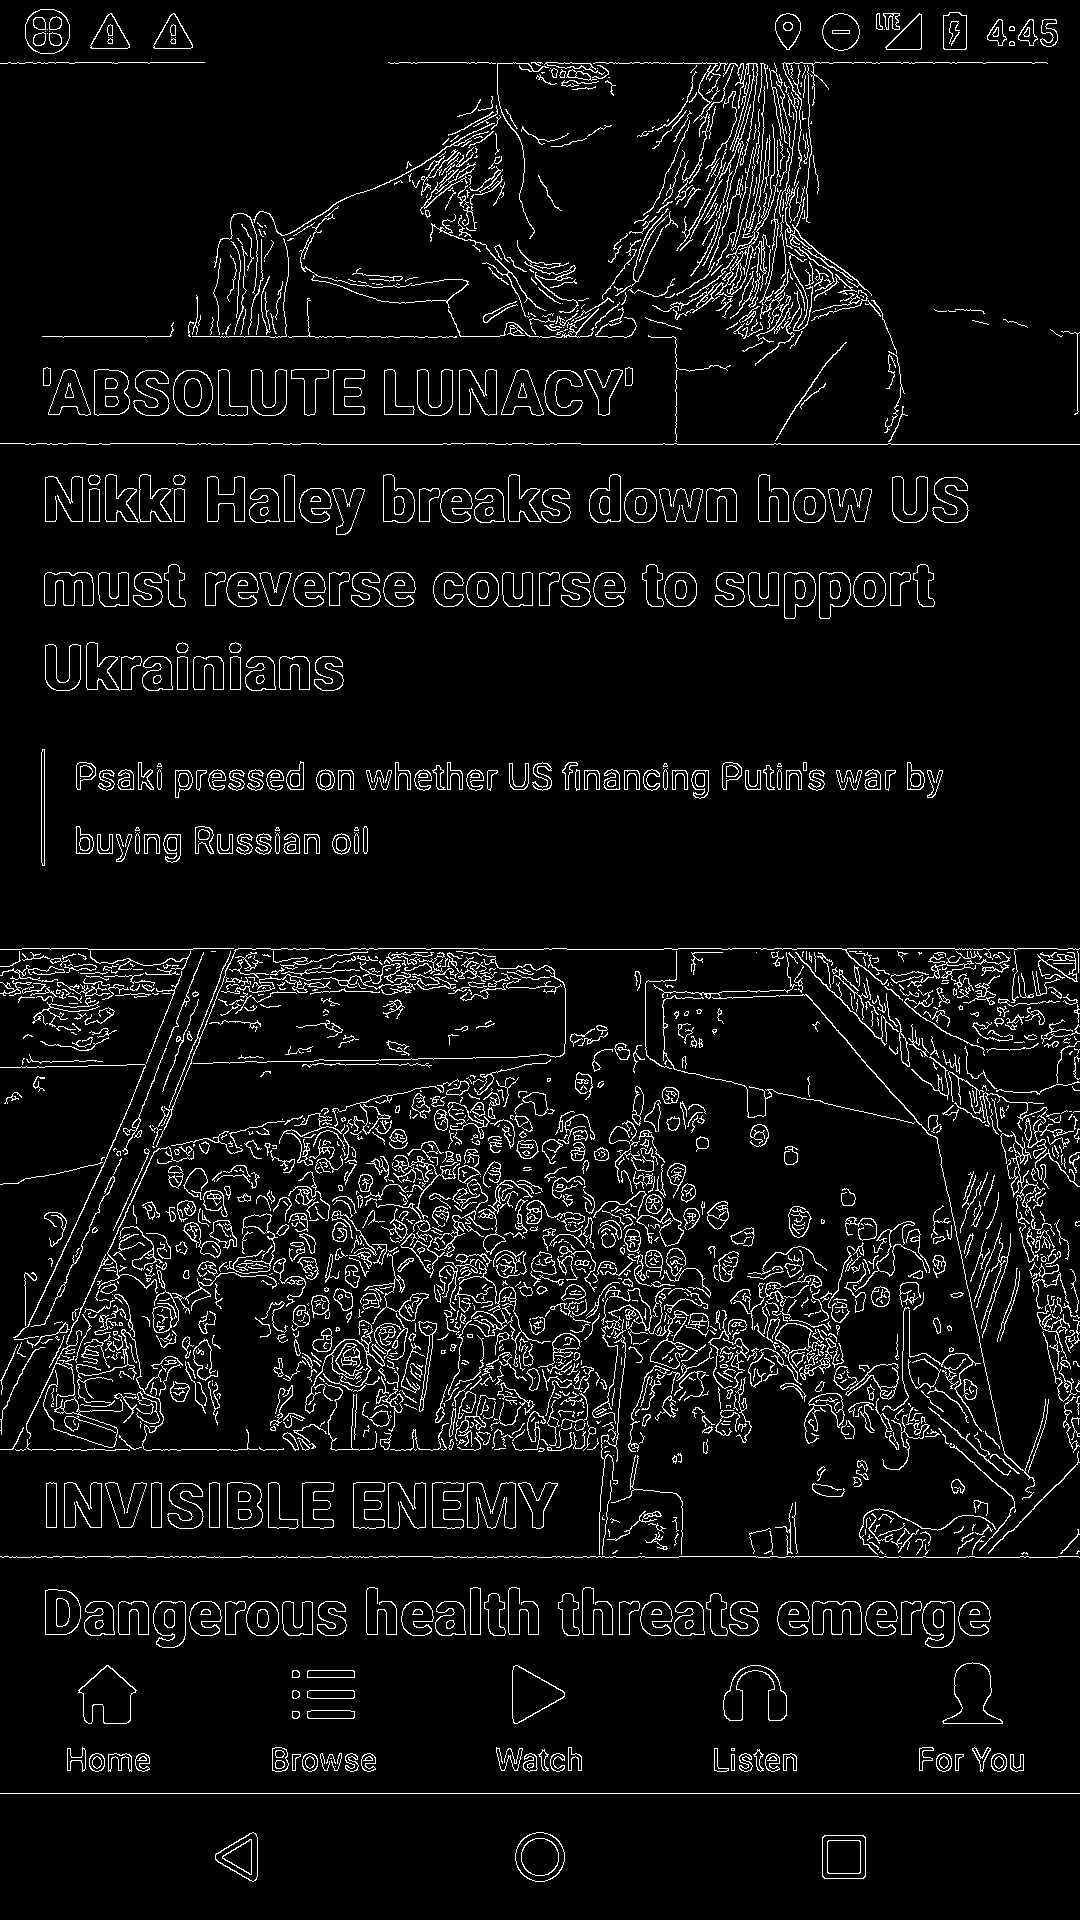 LTE 4:45
'ABSOLUTE LUNACY'
Nikki Haley breaks down how US
must reverse course to support
Ukrainians
Psaki pressed on whether US financing Putin's war by
buying Russian oil
INVISIBLE ENEMY
Dangerous health threats emerge
Home Browse Watch Listen For You